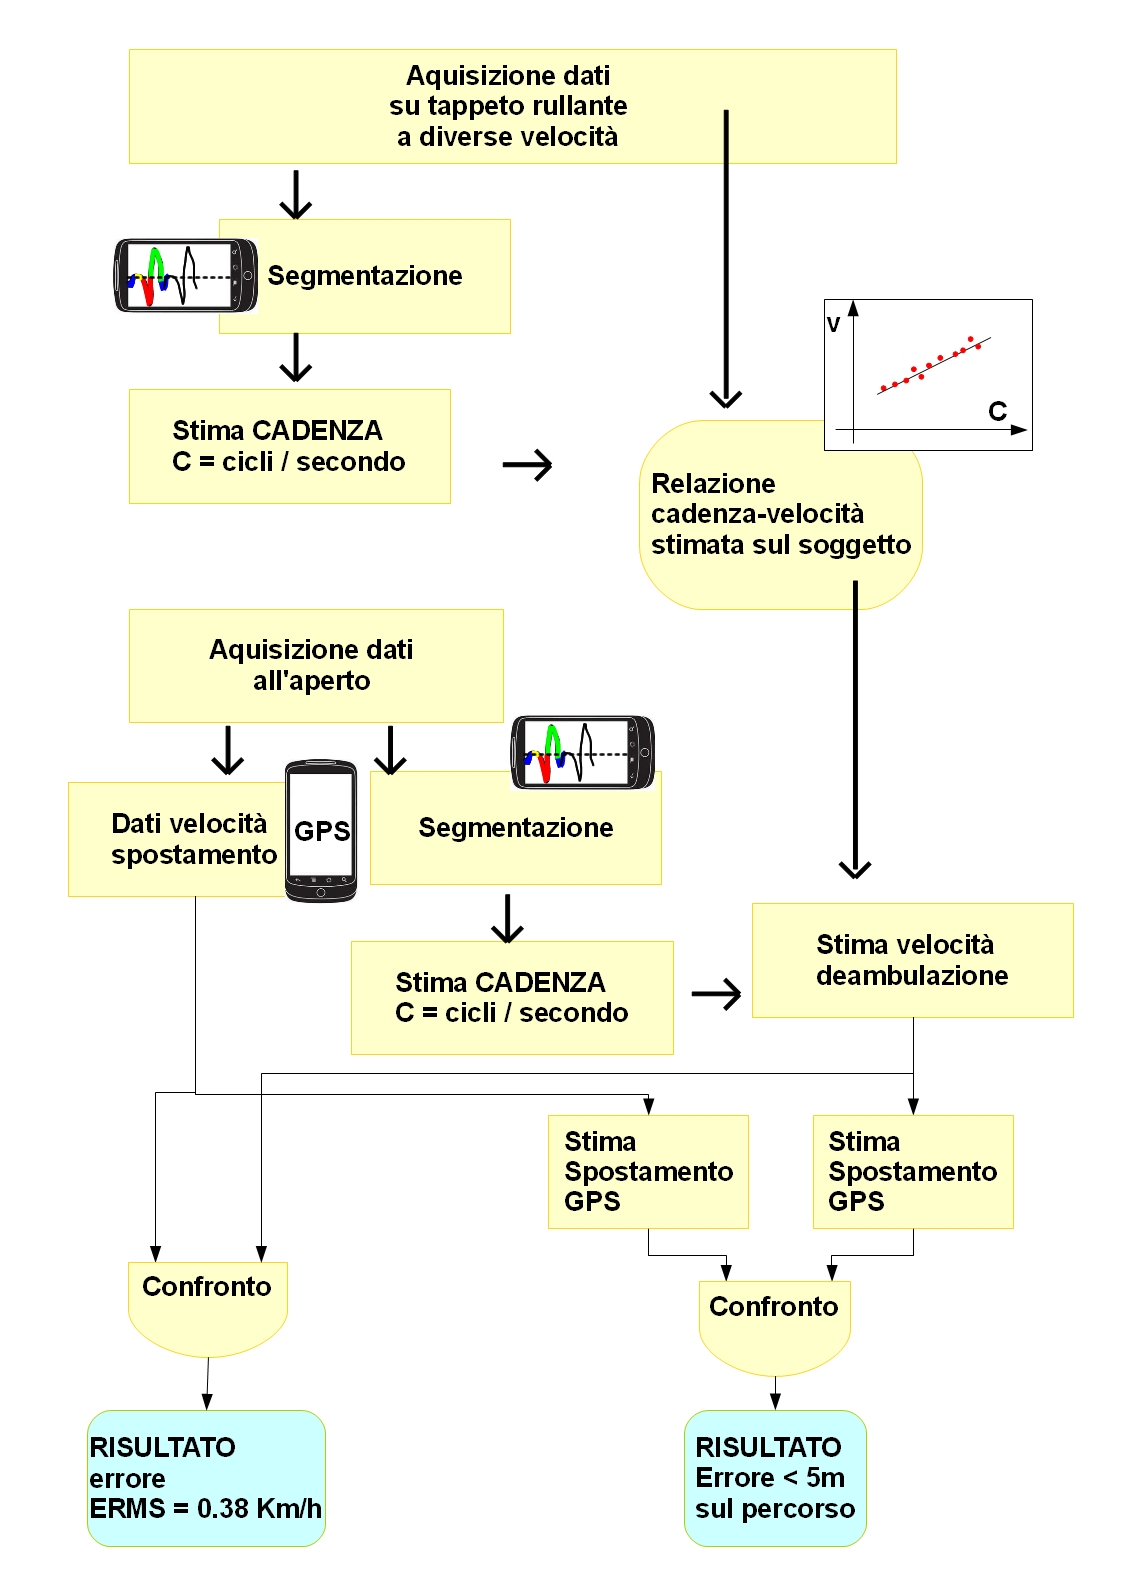 Aquisizione dati
su tappeto rullante
a diverse velocità
Segmentazione
V
C
Stima CADENZA
C = cicli / secondo
Relazione
cadenza-velocità
stimata sul soggetto
Aquisizione dati
all'aperto
Dati velocità
spostamento
GPS
Segmentazione
Stima CADENZA
C = cicli / secondo
Stima velocità
deambulazione
Stima
Spostamento
GPS
Stima
Spostamento
GPS
Confronto
Confronto
RISULTATO
errore
ERMS = 0.38 Km/h
RISULTATO
Errore < 5m
sul percorso